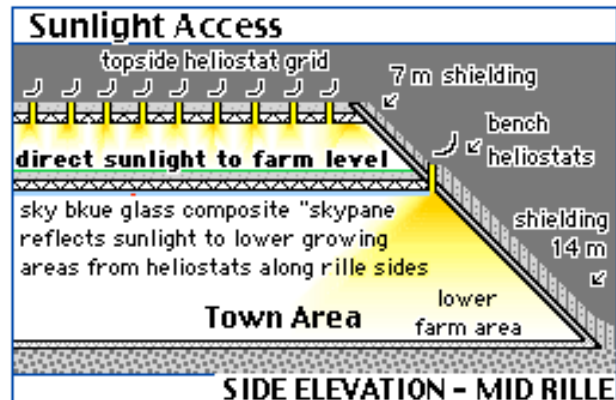 Sunlight Access
topside heliostat grid
7 m shielding
bench
heliostats
direct sunlight to farm level
sky bkue glass composite "skypane
reflects sunlight to lower growing
areas from heliostats along rille sides
shielding
14 m
lower
farm area
Town Area
SIDE ELEVATION - MID RILLE